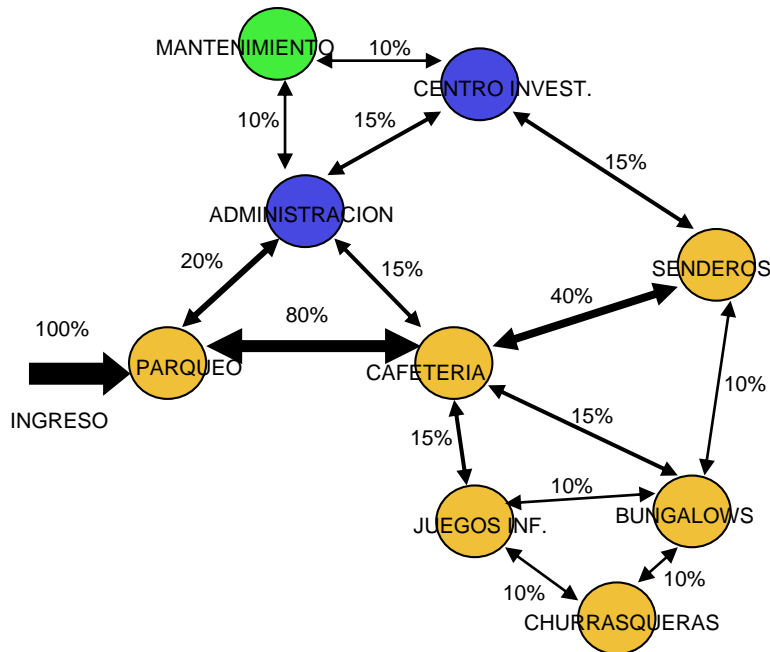 MANTENIMIENTO
10%
CENTRO INVEST.
10%
15%
15%
ADMINISTRACION
20%
15%
SENDEROS
40%
80%
100%
PARQUEO
CAFETERIA
10%
INGRESO
15%
15%
10%
JUEGOS INF.
BUNGALOWS
10%
10%
CHURRASQUERAS